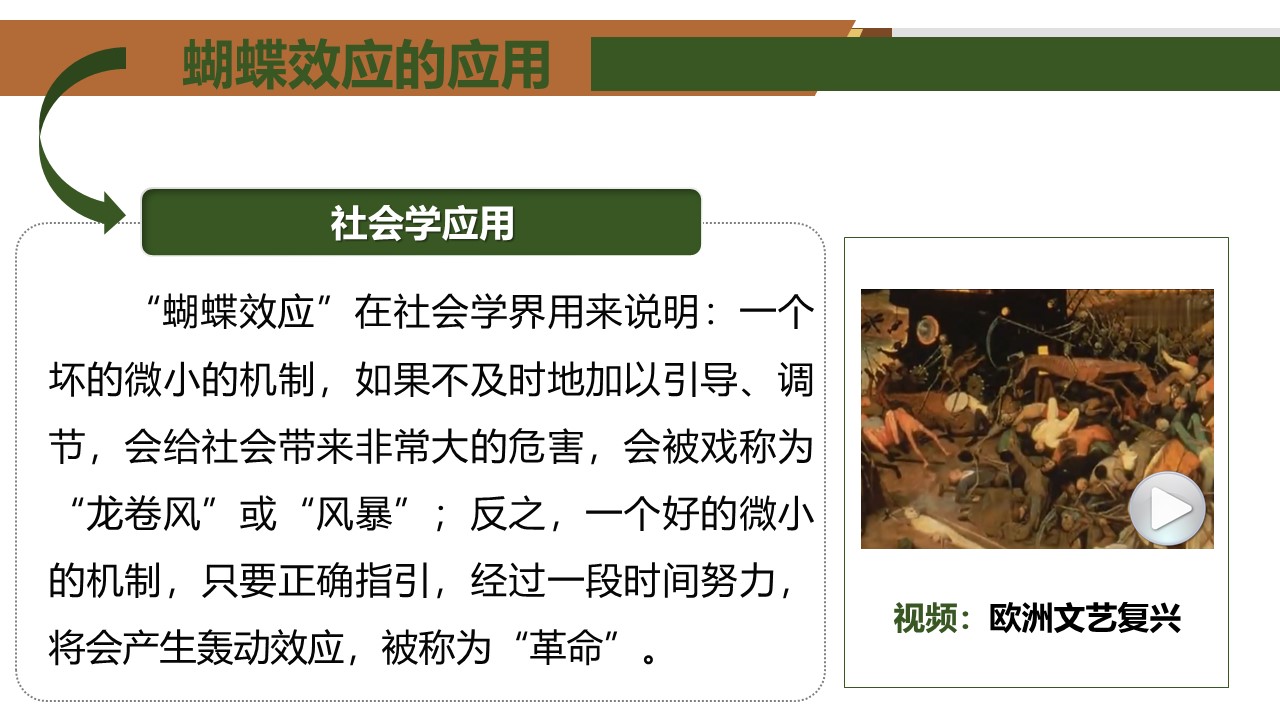 蝴蝶效应的应用
社会学应用
“蝴蝶效应”在社会学界用来说明：一个
坏的微小的机制，如果不及时地加以引导、调
节，会给社会带来非常大的危害，会被戏称为
“龙卷风”或“风暴”；反之，一个好的微小
的机制，只要正确指引，经过一段时间努力，
将会产生轰动效应，被称为“革命”。
视频：欧洲文艺复兴